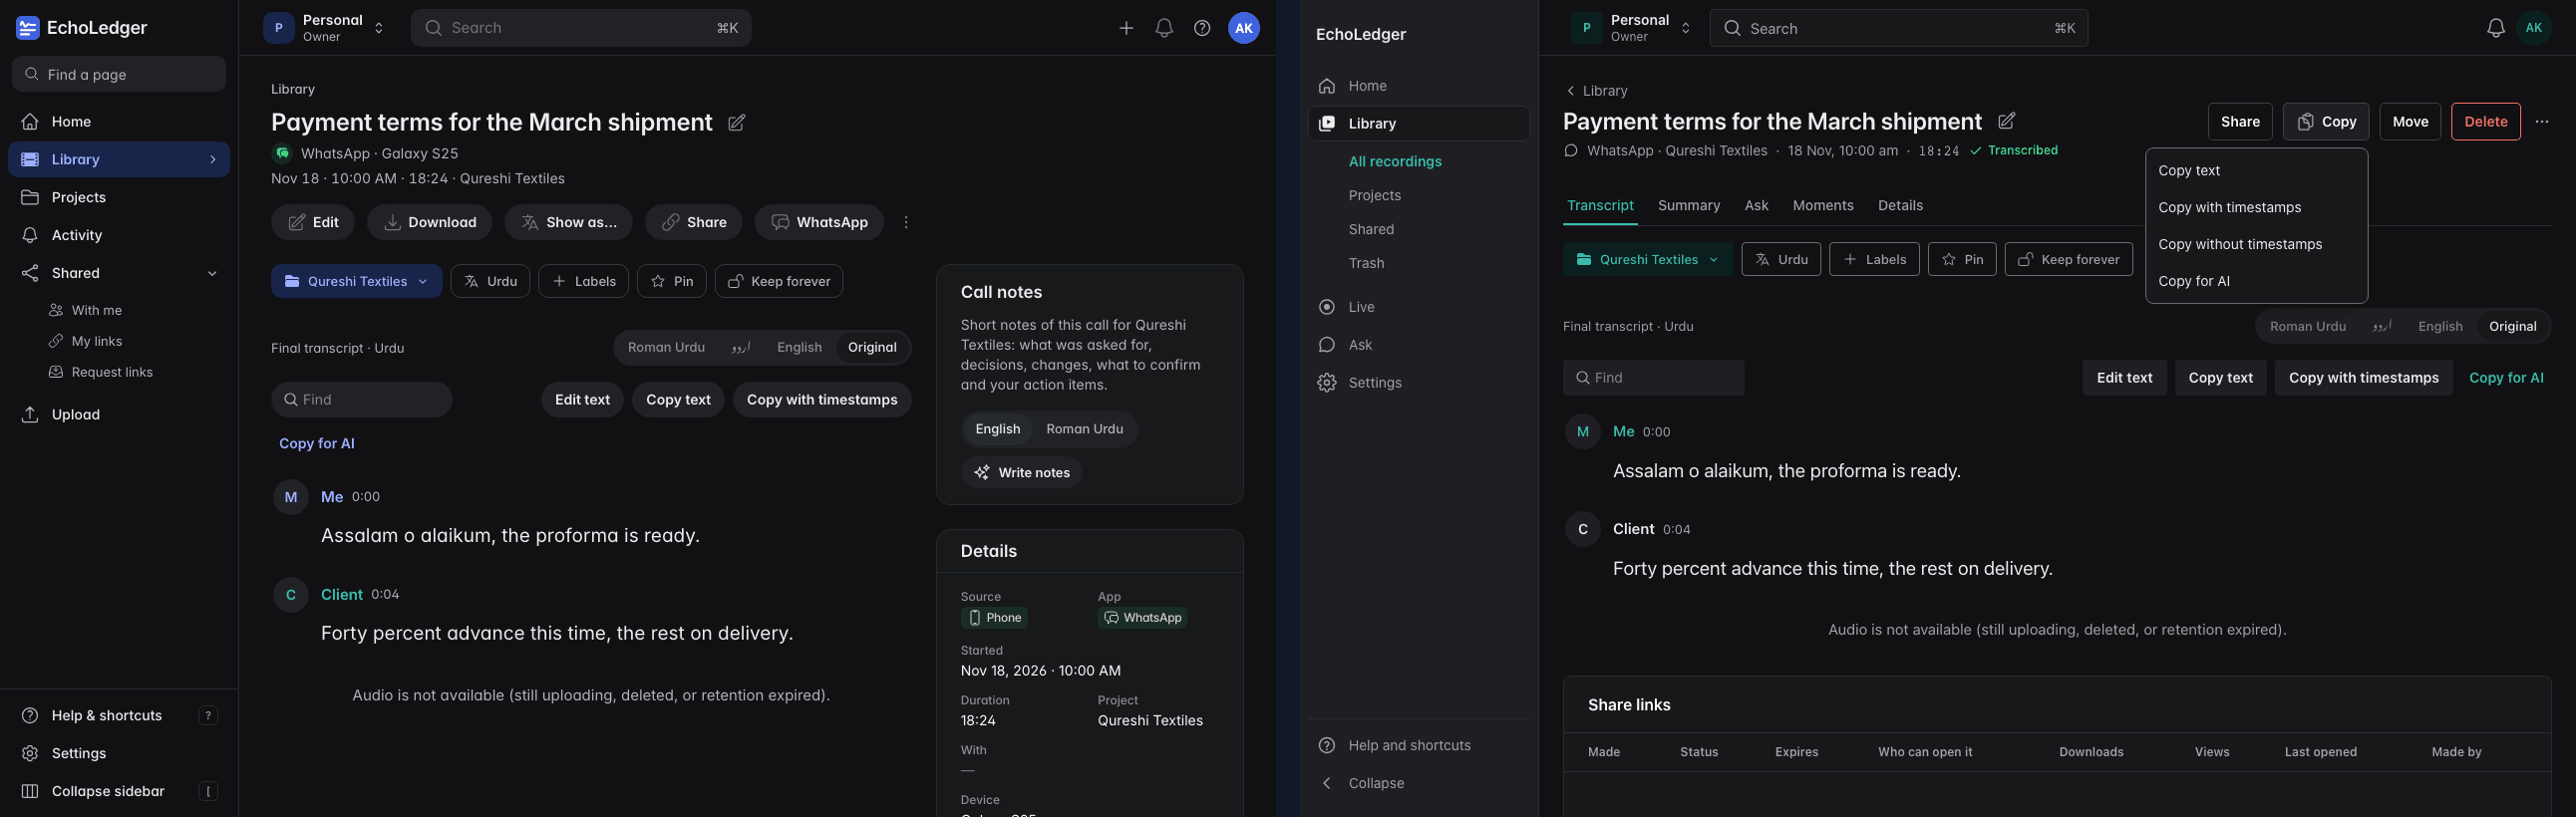 EchoLedger
Find a page
Home
Library
Projects
Activity
Shared
With me
My links
Request links
Upload
Help & shortcuts ?
Settings
Collapse sidebar [
P Personal
Owner
Search ⌘K
AK
Library
Payment terms for the March shipment
WhatsApp · Galaxy S25
Nov 18 · 10:00 AM · 18:24 · Qureshi Textiles
Edit Download Show as... Share WhatsApp
Qureshi Textiles Urdu Labels Pin Keep forever
Final transcript · Urdu Roman Urdu اردو English Original
Find Edit text Copy text Copy with timestamps
Copy for AI
M Me 0:00
Assalam o alaikum, the proforma is ready.
C Client 0:04
Forty percent advance this time, the rest on delivery.
Audio is not available (still uploading, deleted, or retention expired).
Call notes
Short notes of this call for Qureshi
Textiles: what was asked for,
decisions, changes, what to confirm
and your action items.
English Roman Urdu
Write notes
Details
Source App
Phone WhatsApp
Started
Nov 18, 2026 · 10:00 AM
Duration Project
18:24 Qureshi Textiles
With
—
Device
EchoLedger
Home
Library
All recordings
Projects
Shared
Trash
Live
Ask
Settings
Help and shortcuts
Collapse
P Personal
Owner
Search ⌘K
AK
Library
Payment terms for the March shipment
Share Copy Move Delete
WhatsApp · Qureshi Textiles · 18 Nov, 10:00 am · 18:24 Transcribed
Copy text
Copy with timestamps
Copy without timestamps
Copy for AI
Transcript Summary Ask Moments Details
Qureshi Textiles Urdu Labels Pin Keep forever
Final transcript · Urdu Roman Urdu اردو English Original
Find Edit text Copy text Copy with timestamps Copy for AI
M Me 0:00
Assalam o alaikum, the proforma is ready.
C Client 0:04
Forty percent advance this time, the rest on delivery.
Audio is not available (still uploading, deleted, or retention expired).
Share links
Made Status Expires Who can open it Downloads Views Last opened Made by